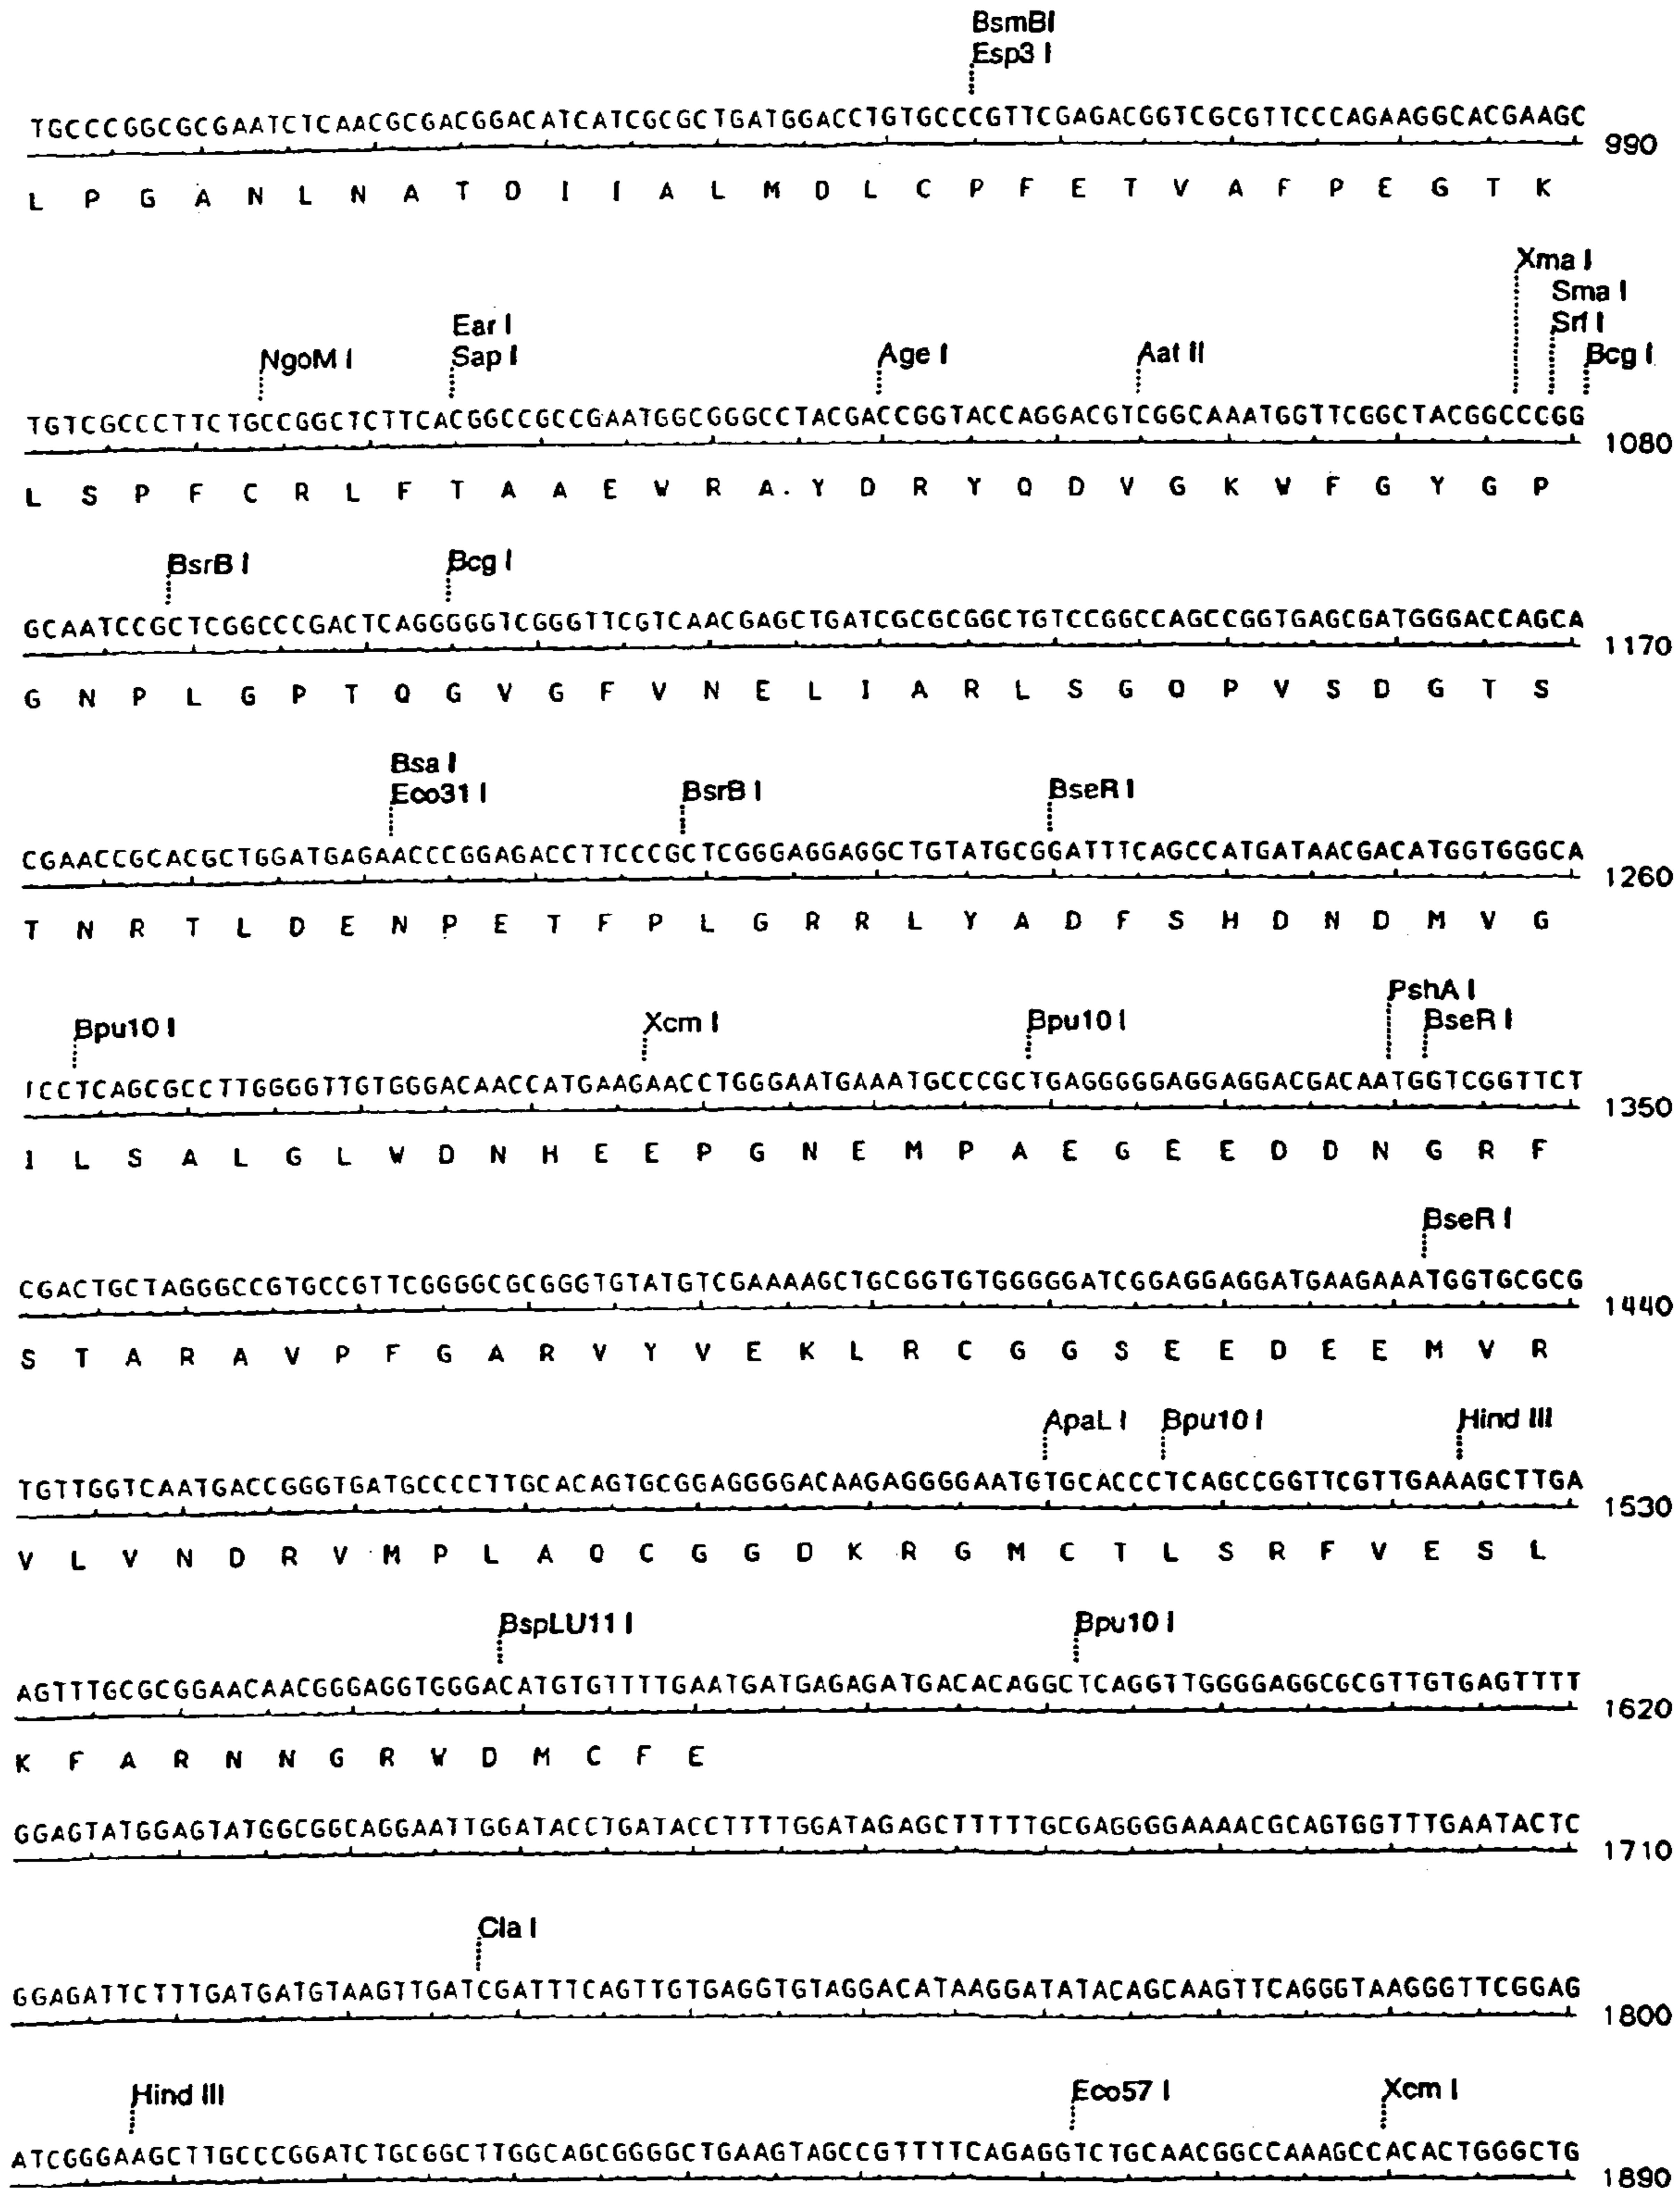 BsmBI
Esp3 I
TGCCCGGCGCGAATCTCAACGCGACGGACATCATCGCGCTGATGGACCTGTGCCCGTTCGAGACGGTCGCGTTCCCAGAAGGCACGAAGC
990
L P G A N L N A T D I I A L M D L C P F E T V A F P E G T K
Xma I
Sma I
Ear I Srf I
NgoM I Sap I Age I Aat II Bcg I
TGTCGCCCTTCTGCCGGCTCTTCACGGCCGCCGAATGGCGGGCCTACGACCGGTACCAGGACGTCGGCAAATGGTTCGGCTACGGCCCGG
1080
L S P F C R L F T A A E W R A. Y D R Y Q D V G K W F G Y G P
BsrB I Bcg I
GCAATCCGCTCGGCCCGACTCAGGGGGTCGGGTTCGTCAACGAGCTGATCGCGCGGCTGTCCGGCCAGCCGGTGAGCGATGGGACCAGCA
1170
G N P L G P T Q G V G F V N E L I A R L S G Q P V S D G T S
Bsa I
Eco31 I BsrB I BseR I
CGAACCGCACGCTGGATGAGAACCCGGAGACCTTCCCGCTCGGGAGGAGGCTGTATGCGGATTTCAGCCATGATAACGACATGGTGGGCA
1260
T N R T L D E N P E T F P L G R R L Y A D F S H D N D M V G
PshA I
Bpu10 I Xcm I Bpu10 I BseR I
TCCTCAGCGCCTTGGGGTTGTGGGACAACCATGAAGAACCTGGGAATGAAATGCCCGCTGAGGGGGAGGAGGACGACAATGGTCGGTTCT
1350
I L S A L G L W D N H E E P G N E M P A E G E E D D N G R F
BseR I
CGACTGCTAGGGCCGTGCCGTTCGGGGCGCGGGTGTATGTCGAAAAGCTGCGGTGTGGGGGATCGGAGGAGGATGAAGAAATGGTGCGCG
1440
S T A R A V P F G A R V Y V E K L R C G G S E E D E E M V R
ApaL I Bpu10 I Hind III
TGTTGGTCAATGACCGGGTGATGCCCCTTGCACAGTGCGGAGGGGACAAGAGGGGAATGTGCACCCTCAGCCGGTTCGTTGAAAGCTTGA
1530
V L V N D R V M P L A Q C G G D K R G M C T L S R F V E S L
BspLU11 I Bpu10 I
AGTTTGCGCGGAACAACGGGAGGTGGGACATGTGTTTTGAATGATGAGAGATGACACAGGCTCAGGTTGGGGAGGCGCGTTGTGAGTTTT
1620
K F A R N N G R W D M C F E
GGAGTATGGAGTATGGCGGCAGGAATTGGATACCTGATACCTTTTGGATAGAGCTTTTTGCGAGGGGAAAACGCAGTGGTTTGAATACTC
1710
Cla I
GGAGATTCTTTGATGATGTAAGTTGATCGATTTCAGTTGTGAGGTGTAGGACATAAGGATATACAGCAAGTTCAGGGTAAGGGTTCGGAG
1800
Hind III Eco57 I Xcm I
ATCGGGAAGCTTGCCCGGATCTGCGGCTTGGCAGCGGGGCTGAAGTAGCCGTTTTCAGAGGTCTGCAACGGCCAAAGCCACACTGGGCTG
1890